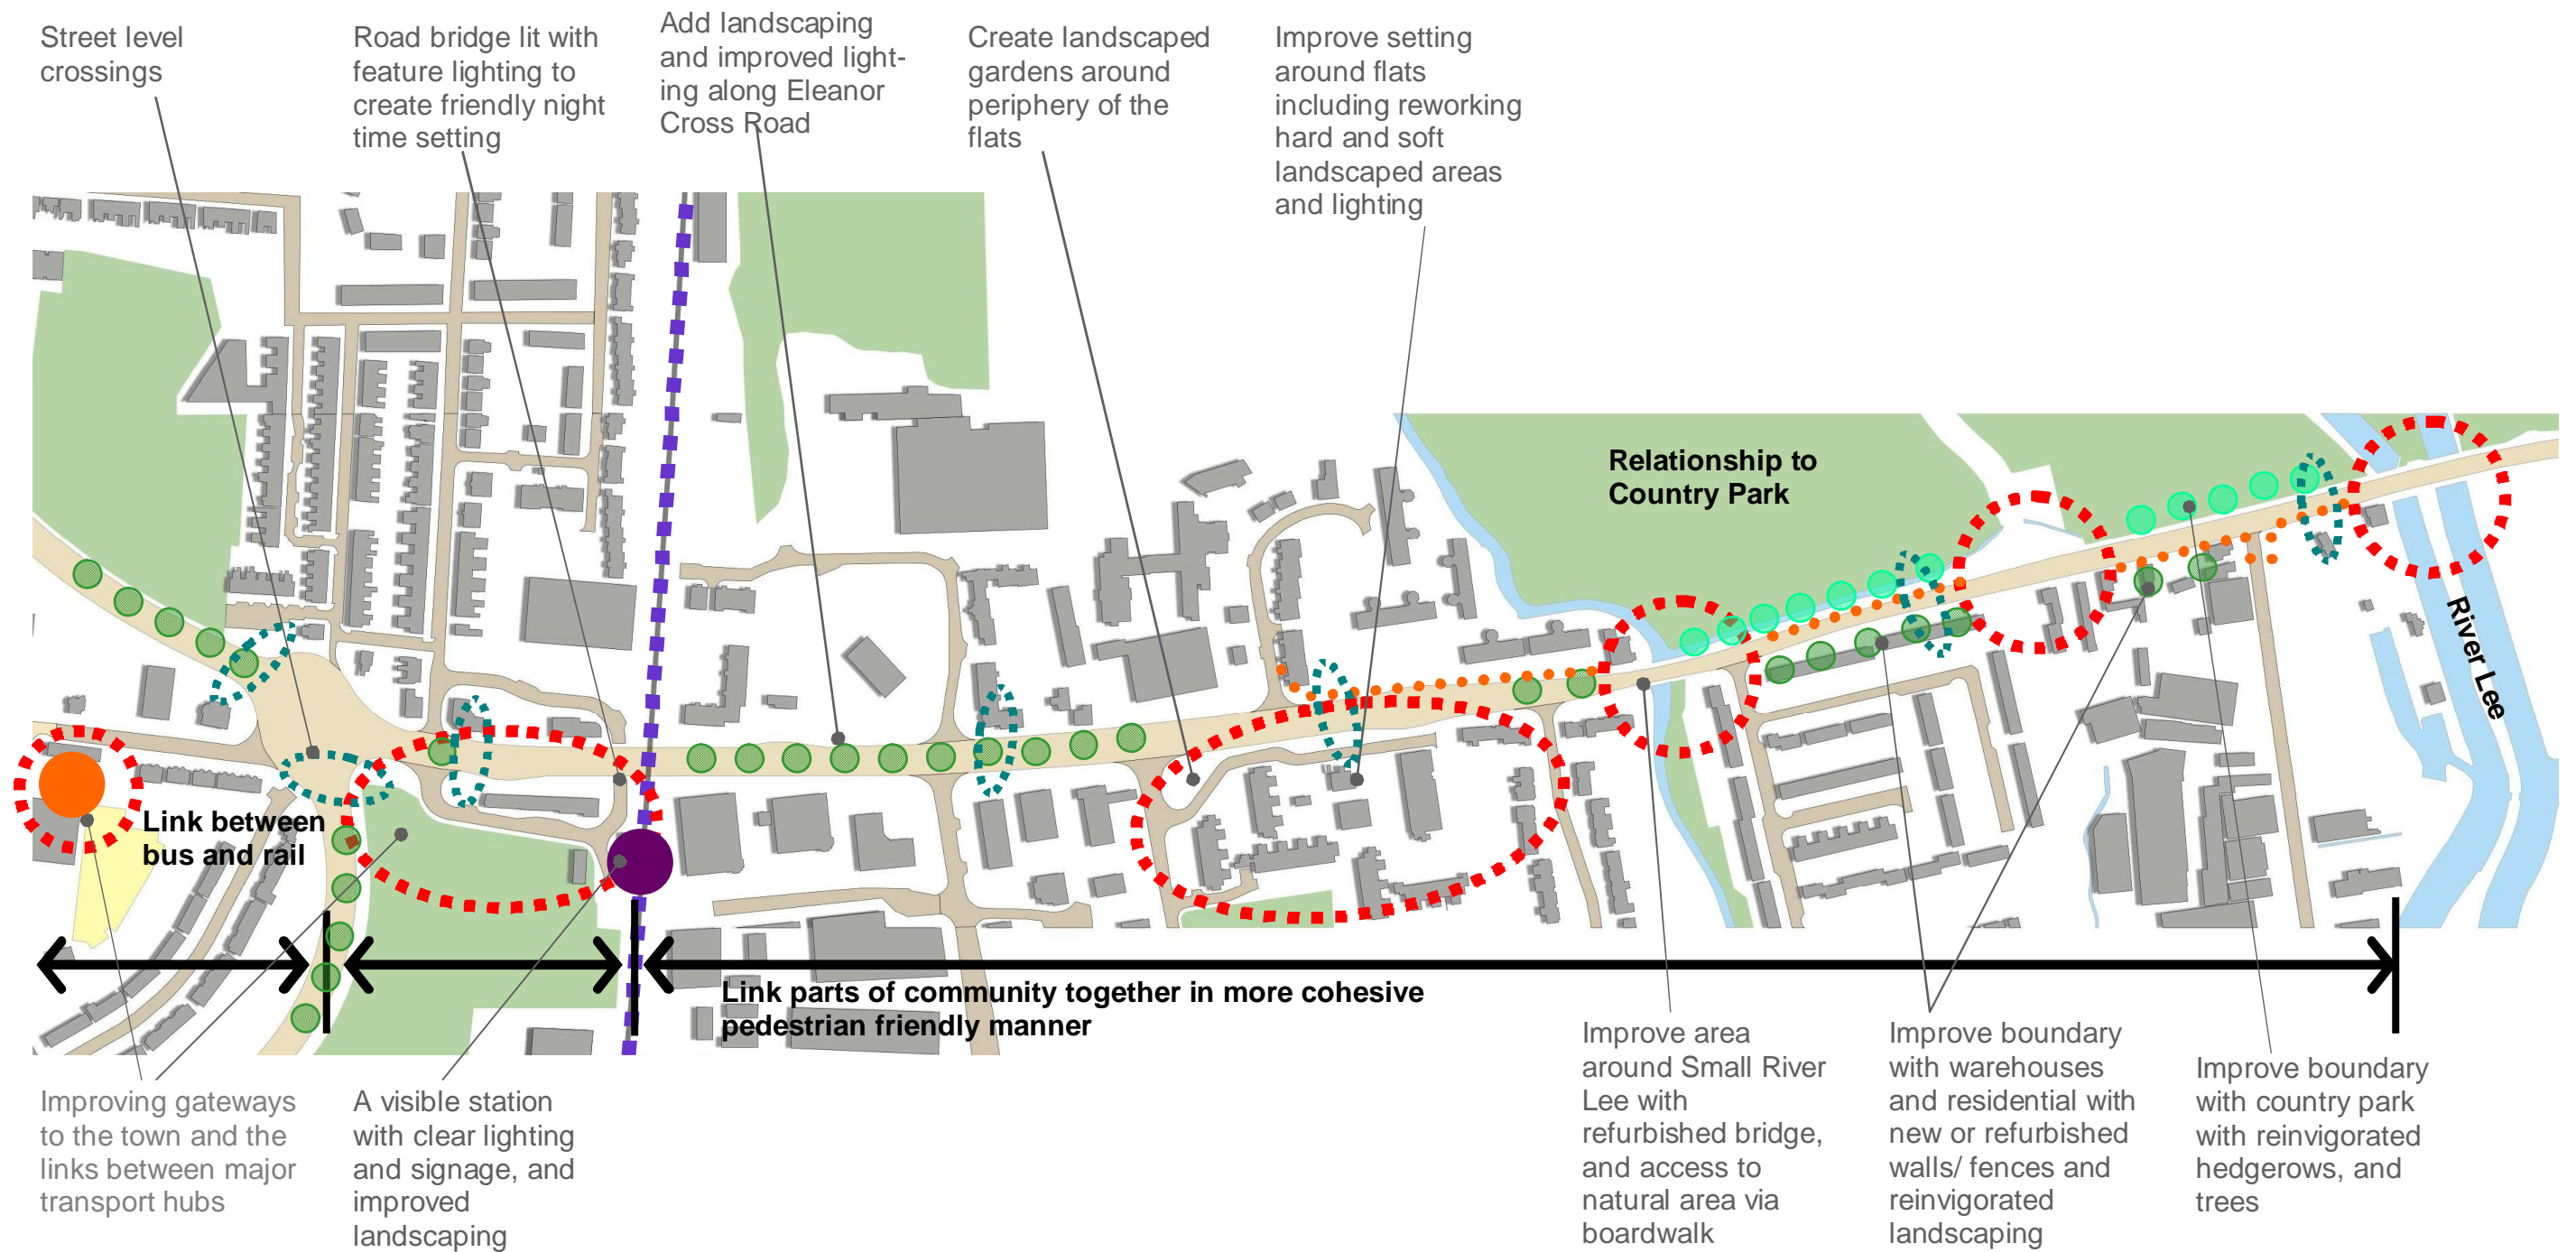 Street level
crossings
Road bridge lit with
feature lighting to
create friendly night
time setting
Add landscaping
and improved light-
ing along Eleanor
Cross Road
Create landscaped
gardens around
periphery of the
flats
Improve setting
around flats
including reworking
hard and soft
landscaped areas
and lighting
Relationship to
Country Park
River Lee
Link between
bus and rail
Link parts of community together in more cohesive
pedestrian friendly manner
Improving gateways
to the town and the
links between major
transport hubs
A visible station
with clear lighting
and signage, and
improved
landscaping
Improve area
around Small River
Lee with
refurbished bridge,
and access to
natural area via
boardwalk
Improve boundary
with warehouses
and residential with
new or refurbished
walls/ fences and
reinvigorated
landscaping
Improve boundary
with country park
with reinvigorated
hedgerows, and
trees